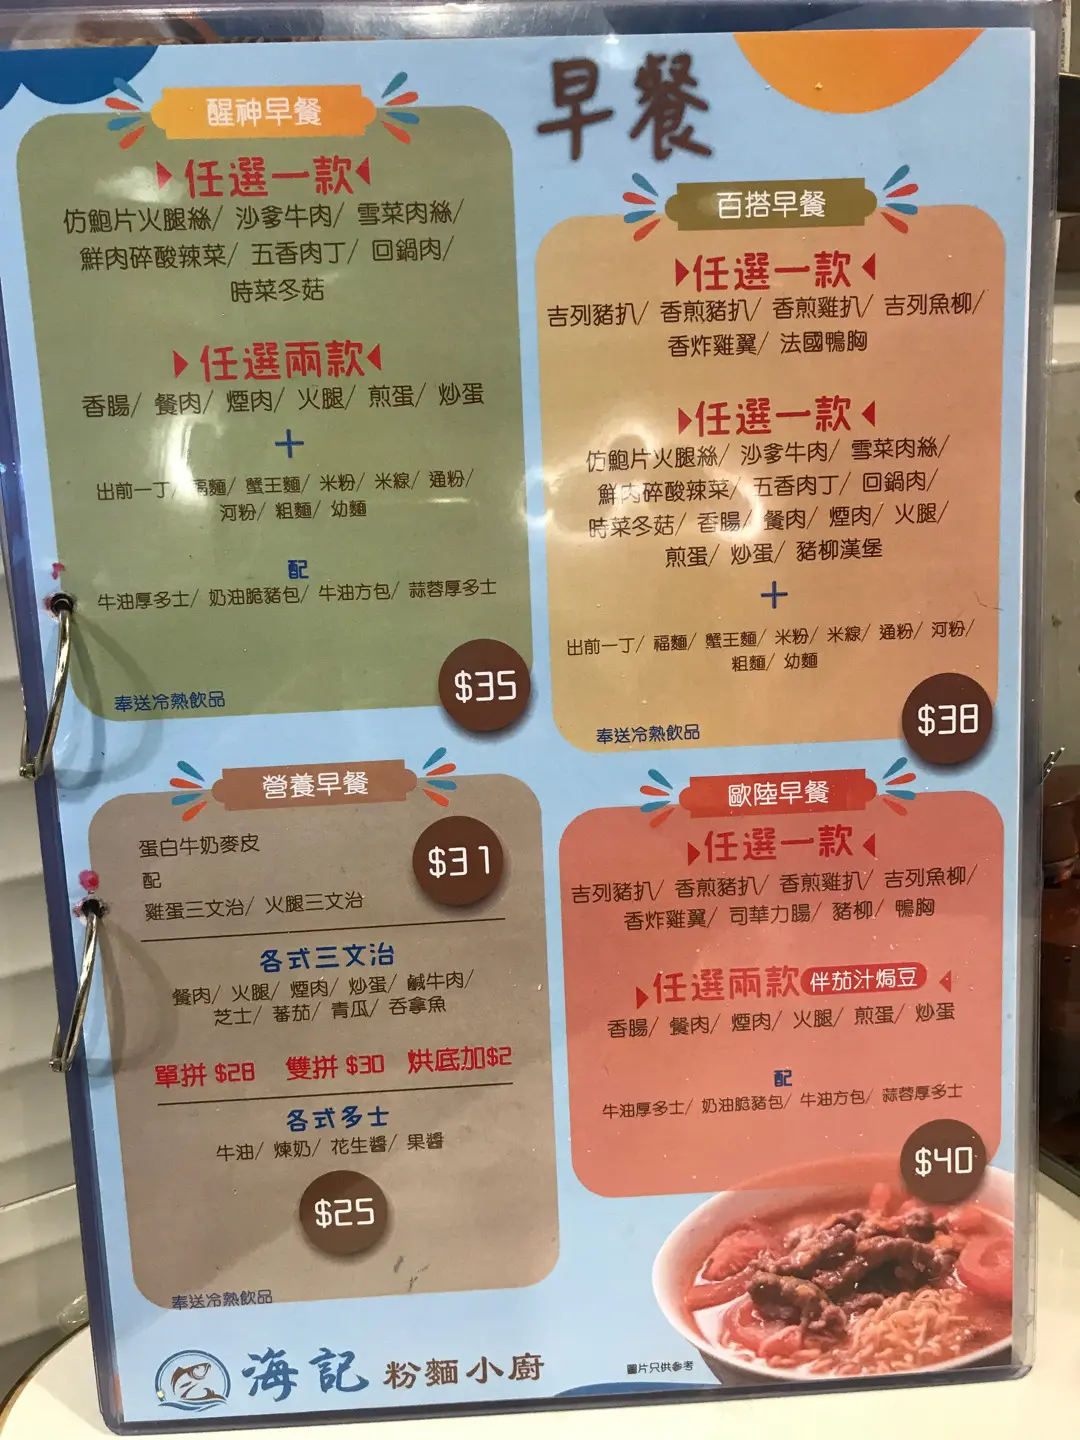 早餐
醒神早餐
任選一款
仿鮑片火腿絲/ 沙爹牛肉/ 雪菜肉絲/
鮮肉碎酸辣菜/ 五香肉丁/ 回鍋肉/
時菜冬菇
任選兩款
香腸/ 餐肉/ 煙肉/ 火腿/ 煎蛋/ 炒蛋
+
出前一丁/ 福麵/ 蟹王麵/ 米粉/ 米線/ 通粉/
河粉/ 粗麵/ 幼麵
配
牛油厚多士/ 奶油脆豬包/ 牛油方包/ 蒜蓉厚多士
奉送冷熱飲品
$35
百搭早餐
任選一款
吉列豬扒/ 香煎豬扒/ 香煎雞扒/ 吉列魚柳/
香炸雞翼/ 法國鴨胸
任選一款
仿鮑片火腿絲/ 沙爹牛肉/ 雪菜肉絲/
鮮肉碎酸辣菜/ 五香肉丁/ 回鍋肉/
時菜冬菇/ 香腸/ 餐肉/ 煙肉/ 火腿/
煎蛋/ 炒蛋/ 豬柳漢堡
+
出前一丁/ 福麵/ 蟹王麵/ 米粉/ 米線/ 通粉/ 河粉/
粗麵/ 幼麵
奉送冷熱飲品
$38
營養早餐
蛋白牛奶麥皮
配
雞蛋三文治/ 火腿三文治
$31
各式三文治
餐肉/ 火腿/ 煙肉/ 炒蛋/ 鹹牛肉/
芝士/ 蕃茄/ 青瓜/ 吞拿魚
單拼 $28 雙拼 $30 烘底加$2
各式多士
牛油/ 煉奶/ 花生醬/ 果醬
$25
奉送冷熱飲品
歐陸早餐
任選一款
吉列豬扒/ 香煎豬扒/ 香煎雞扒/ 吉列魚柳/
香炸雞翼/ 司華力腸/ 豬柳/ 鴨胸
任選兩款 伴茄汁焗豆
香腸/ 餐肉/ 煙肉/ 火腿/ 煎蛋/ 炒蛋
配
牛油厚多士/ 奶油脆豬包/ 牛油方包/ 蒜蓉厚多士
$40
海記 粉麵小廚
圖片只供參考